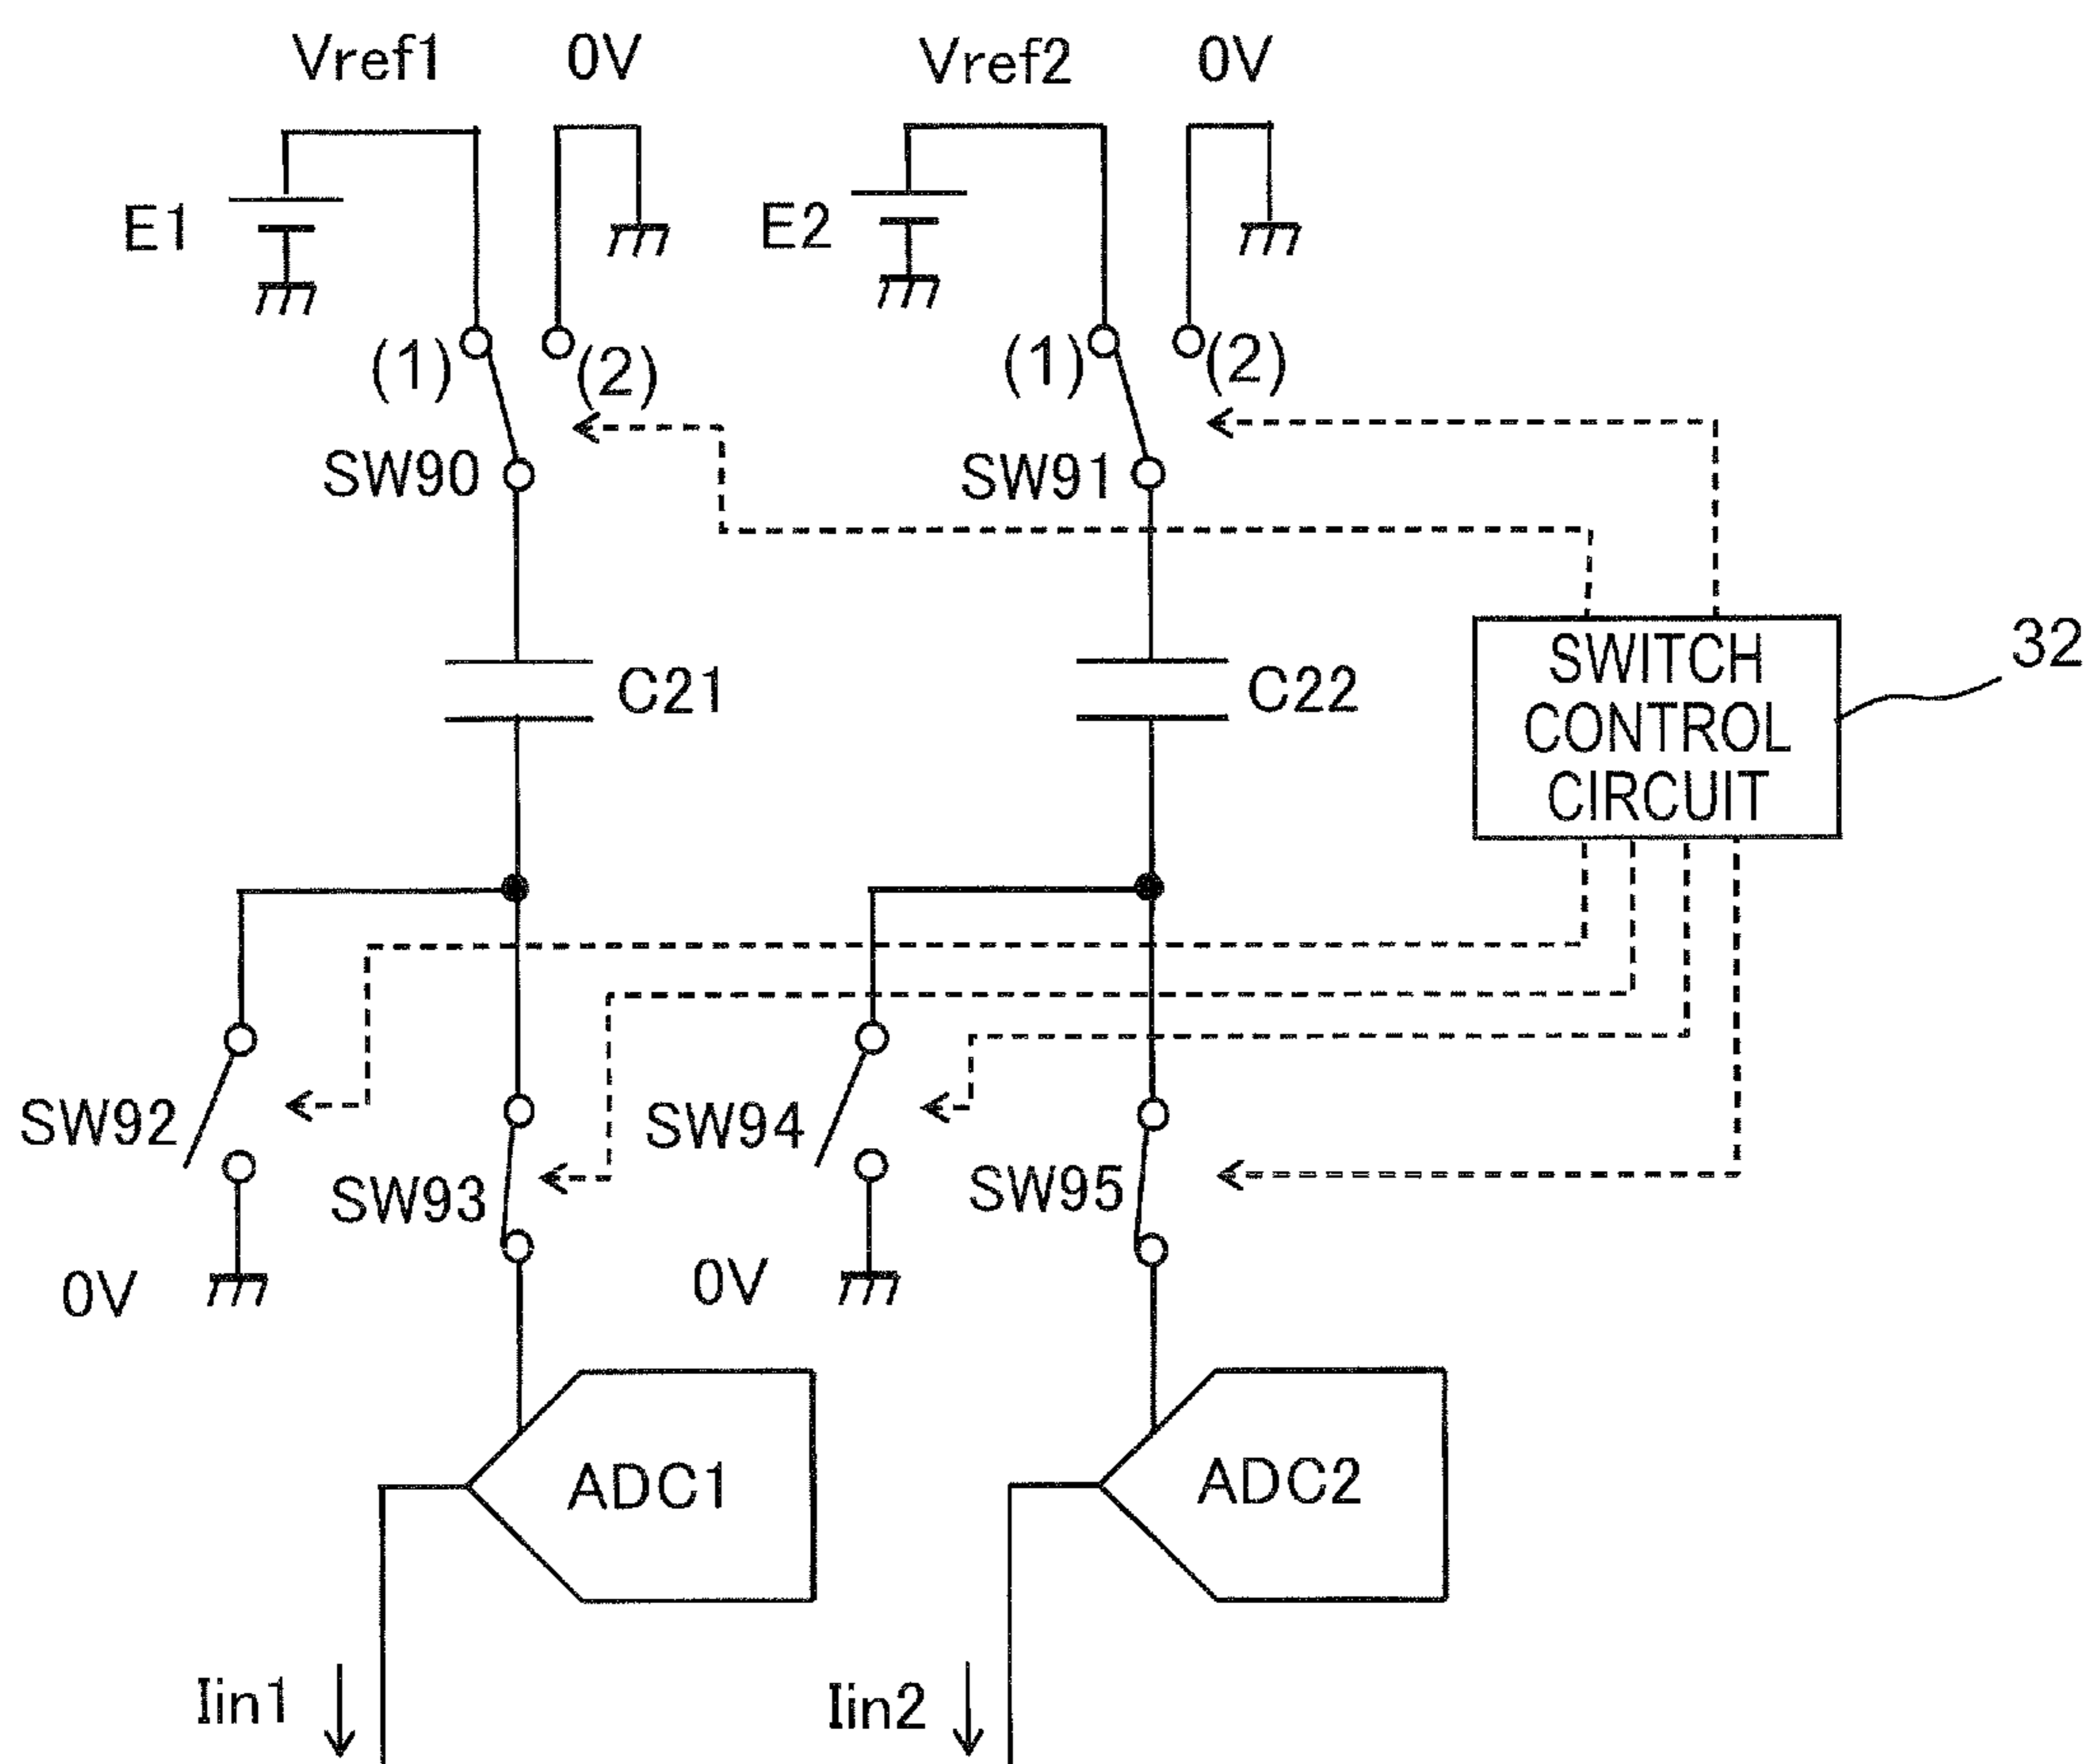 Vref1 0V Vref2 0V
E1 E2
(1) (2) (1) (2)
SW90 SW91
C21 C22
SWITCH
CONTROL
CIRCUIT
32
SW92 SW93 SW94 SW95
0V 0V
ADC1 ADC2
Iin1 Iin2